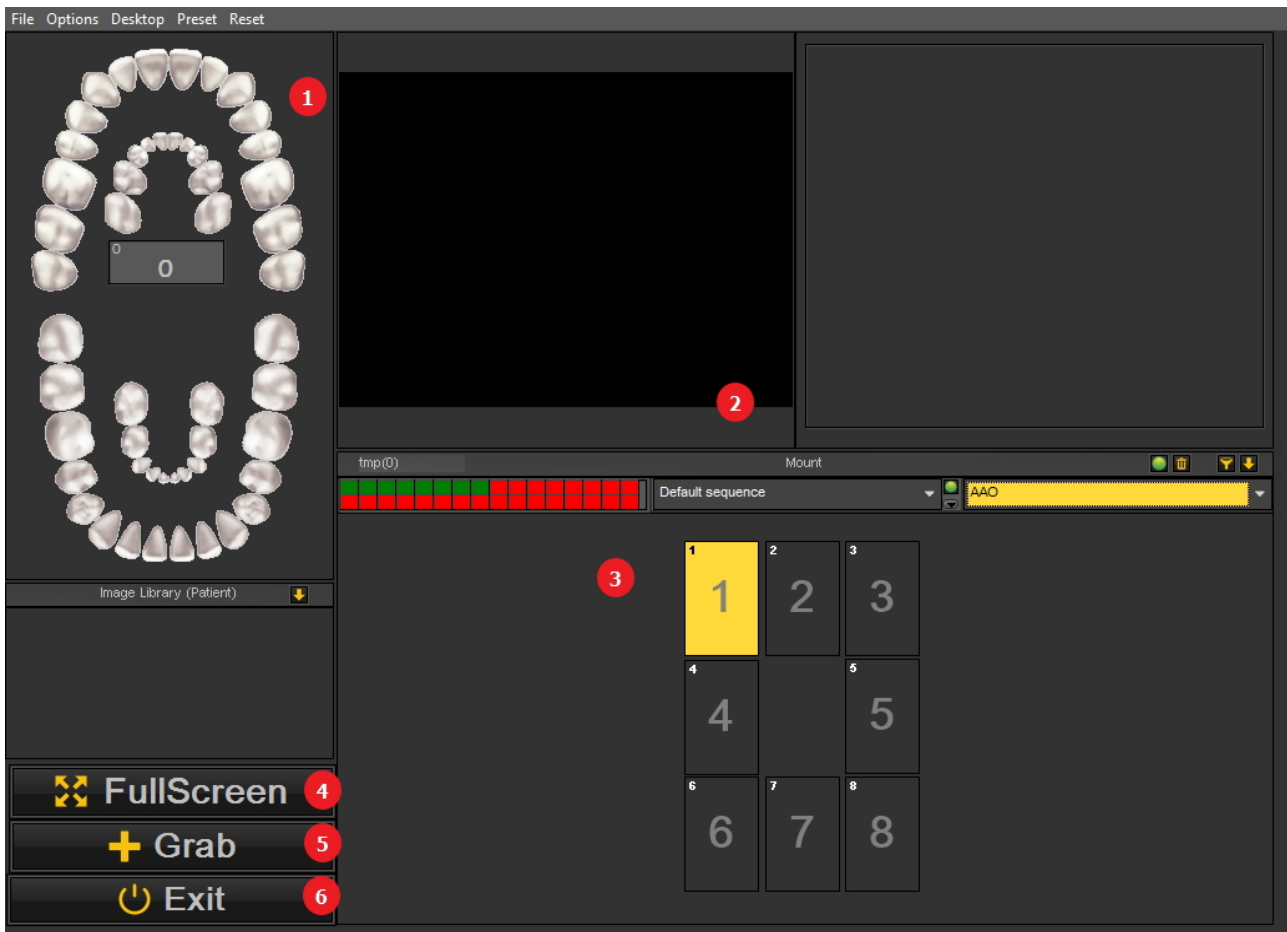 File Options Desktop Preset Reset
1
0
0
2
tmp(0) Mount
Default sequence AAO
3
1 2 3
1 2 3
4 5
4 5
6 7 8
6 7 8
Image Library (Patient)
FullScreen 4
Grab 5
Exit 6